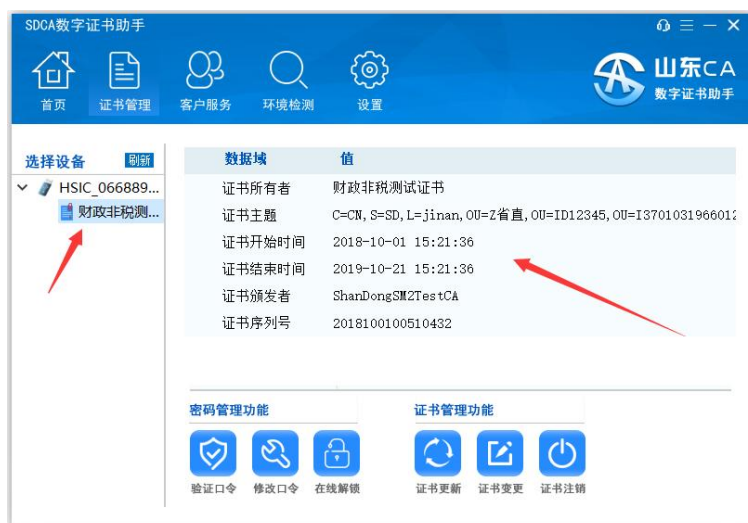 SDCA数字证书助手
首页 证书管理 客户服务 环境检测 设置
山东CA
数字证书助手
选择设备 刷新
HSIC_066889...
财政非税测...
数据域 值
证书所有者 财政非税测试证书
证书主题 C=CN, S=SD, L=jinan, OU=Z省直, OU=ID12345, OU=I3701031966012
证书开始时间 2018-10-01 15:21:36
证书结束时间 2019-10-21 15:21:36
证书颁发者 ShanDongSM2TestCA
证书序列号 2018100100510432
密码管理功能 证书管理功能
验证口令 修改口令 在线解锁 证书更新 证书变更 证书注销